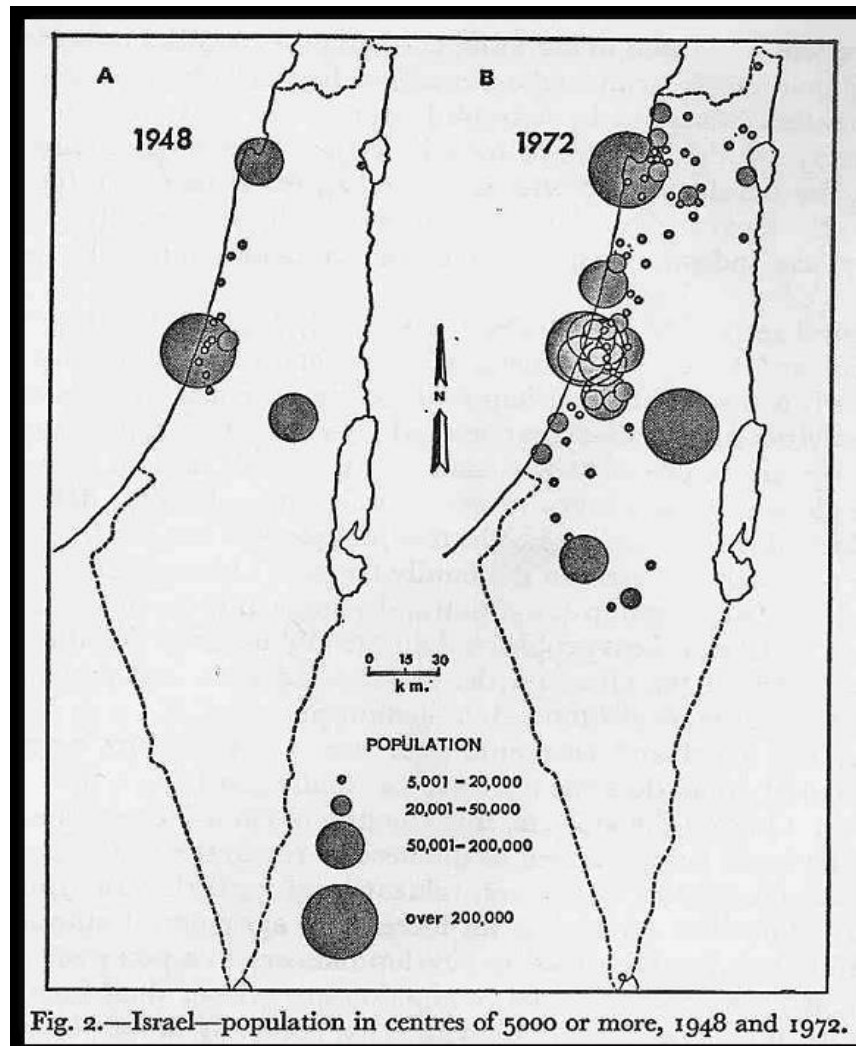 A
B
1948
1972
N
0 15 30
km.
POPULATION
5,001–20,000
20,001–50,000
50,001–200,000
over 200,000
Fig. 2.—Israel—population in centres of 5000 or more, 1948 and 1972.